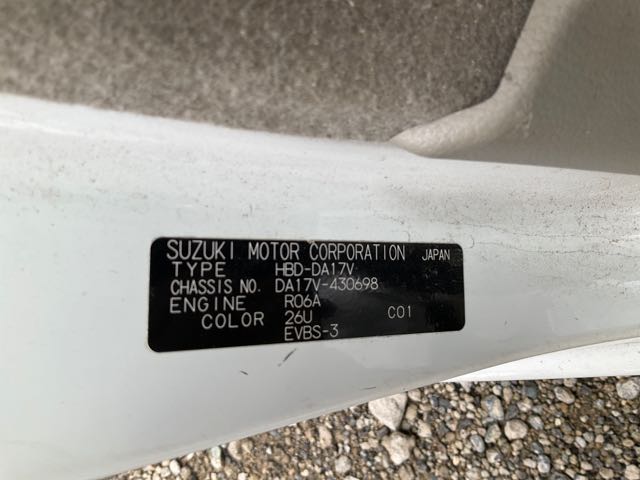 SUZUKI MOTOR CORPORATION JAPAN
TYPE HBD-DA17V
CHASSIS NO. DA17V-430698
ENGINE R06A
COLOR 26U C01
EVBS-3